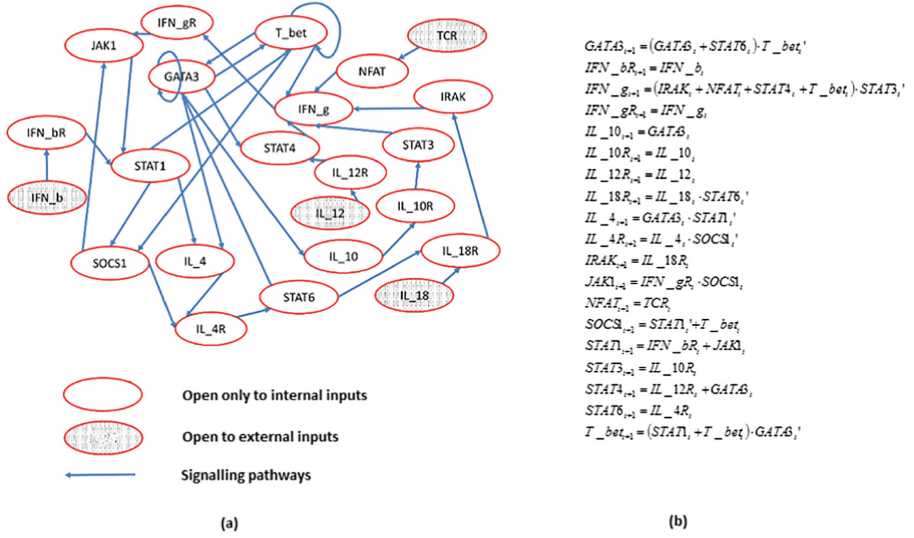 IFN_gR
T_bet
TCR
JAK1
GATA3
NFAT
IFN_g
IRAK
IFN_bR
STAT1
STAT4
STAT3
IL_12R
IFN_b
IL_12
IL_10R
SOCS1
IL_4
IL_10
IL_18R
STAT6
IL_18
IL_4R
Open only to internal inputs
Open to external inputs
Signalling pathways
(a)
GATA3ₜ₊₁ = (GATA3ₜ + STAT6ₜ)·T_betₜ'
IFN_bRₜ₊₁ = IFN_bₜ
IFN_gₜ₊₁ = (IRAKₜ + NFATₜ + STAT4ₜ + T_betₜ)·STAT3ₜ'
IFN_gRₜ₊₁ = IFN_gₜ
IL_10ₜ₊₁ = GATA3ₜ
IL_10Rₜ₊₁ = IL_10ₜ
IL_12Rₜ₊₁ = IL_12ₜ
IL_18Rₜ₊₁ = IL_18ₜ·STAT6ₜ'
IL_4ₜ₊₁ = GATA3ₜ·STAT1ₜ'
IL_4Rₜ₊₁ = IL_4ₜ·SOCS1ₜ'
IRAKₜ₊₁ = IL_18Rₜ
JAK1ₜ₊₁ = IFN_gRₜ·SOCS1ₜ
NFATₜ₊₁ = TCRₜ
SOCS1ₜ₊₁ = STAT1ₜ'+T_betₜ
STAT1ₜ₊₁ = IFN_bRₜ + JAK1ₜ
STAT3ₜ₊₁ = IL_10Rₜ
STAT4ₜ₊₁ = IL_12Rₜ + GATA3ₜ
STAT6ₜ₊₁ = IL_4Rₜ
T_betₜ₊₁ = (STAT1ₜ + T_betₜ)·GATA3ₜ'
(b)